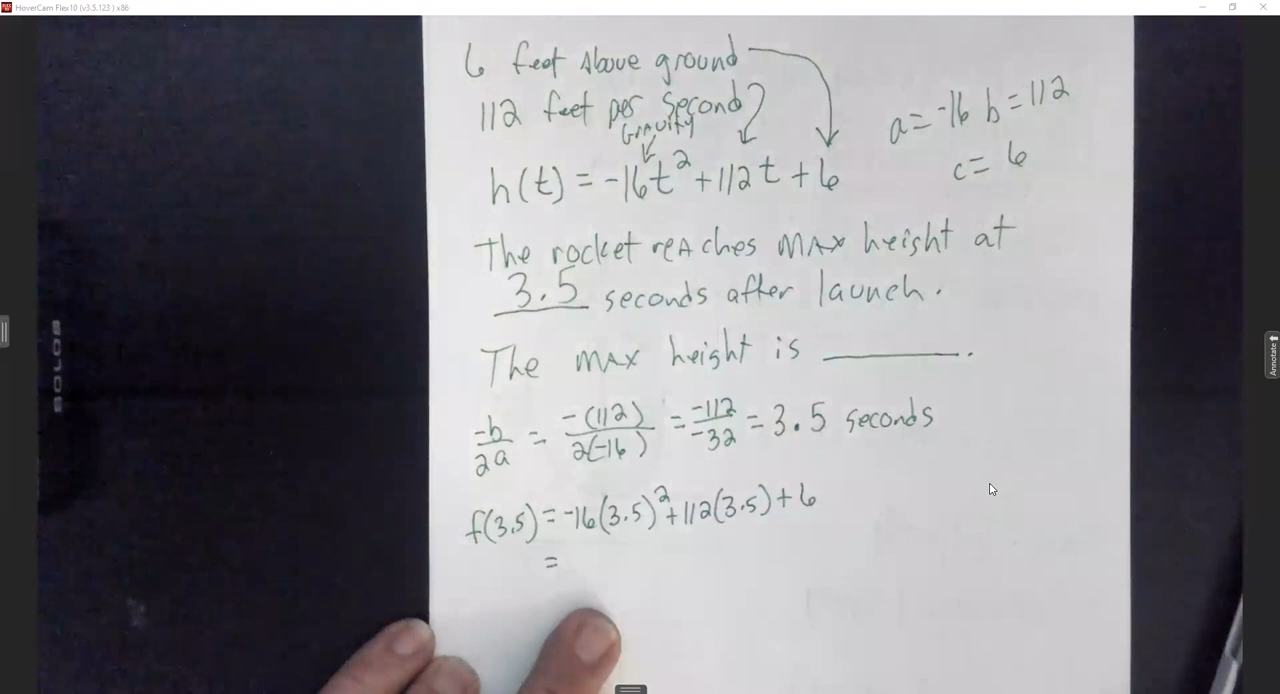 HoverCam Flex10 (v3.5.123) x86
6 feet above ground
112 feet per second
Gravity
h(t) = -16t² + 112t + 6
a = -16 b = 112
c = 6
The rocket reaches max height at
3.5 seconds after launch.
The max height is ________.
-b/2a = -(112)/2(-16) = -112/-32 = 3.5 seconds
f(3.5) = -16(3.5)² + 112(3.5) + 6
=
SOLOBO
Annotate